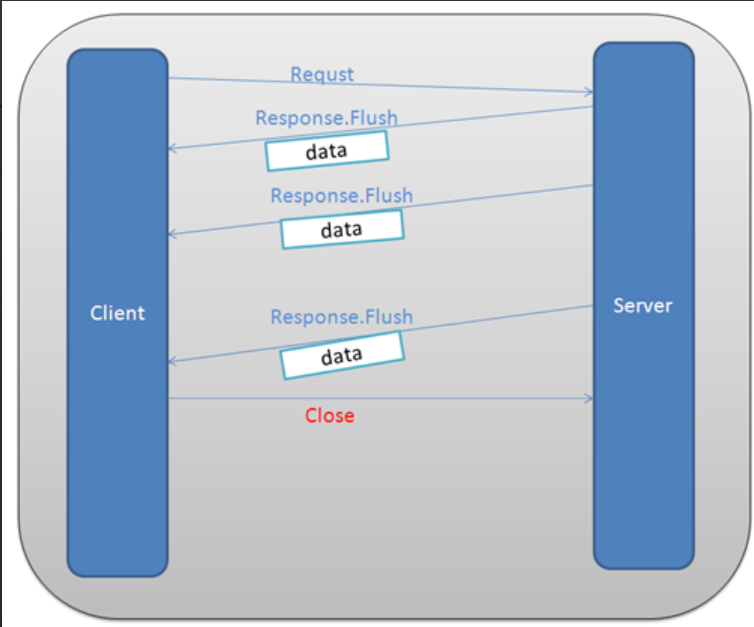 Requst
Response.Flush
data
Response.Flush
data
Client
Server
Response.Flush
data
Close